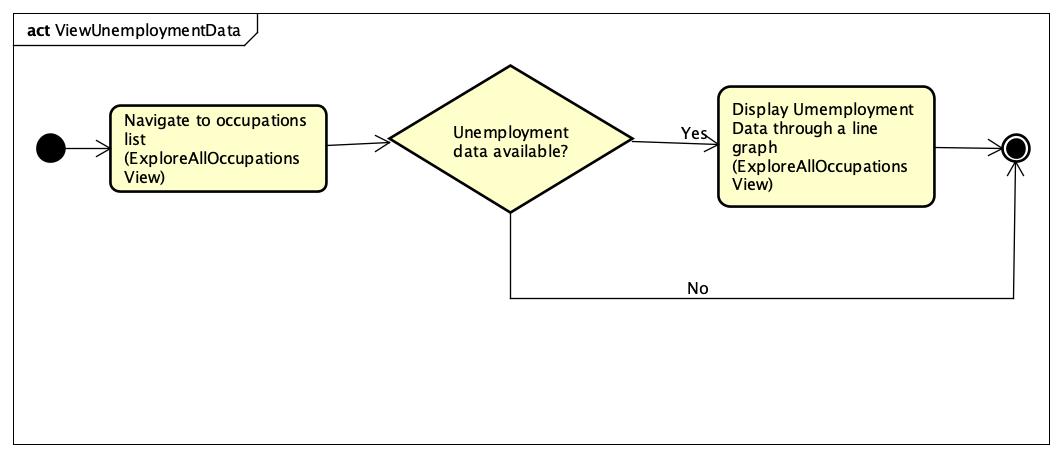 act ViewUnemploymentData
Navigate to occupations
list
(ExploreAllOccupations
View)
Unemployment
data available?
Yes
Display Umemployment
Data through a line
graph
(ExploreAllOccupations
View)
No